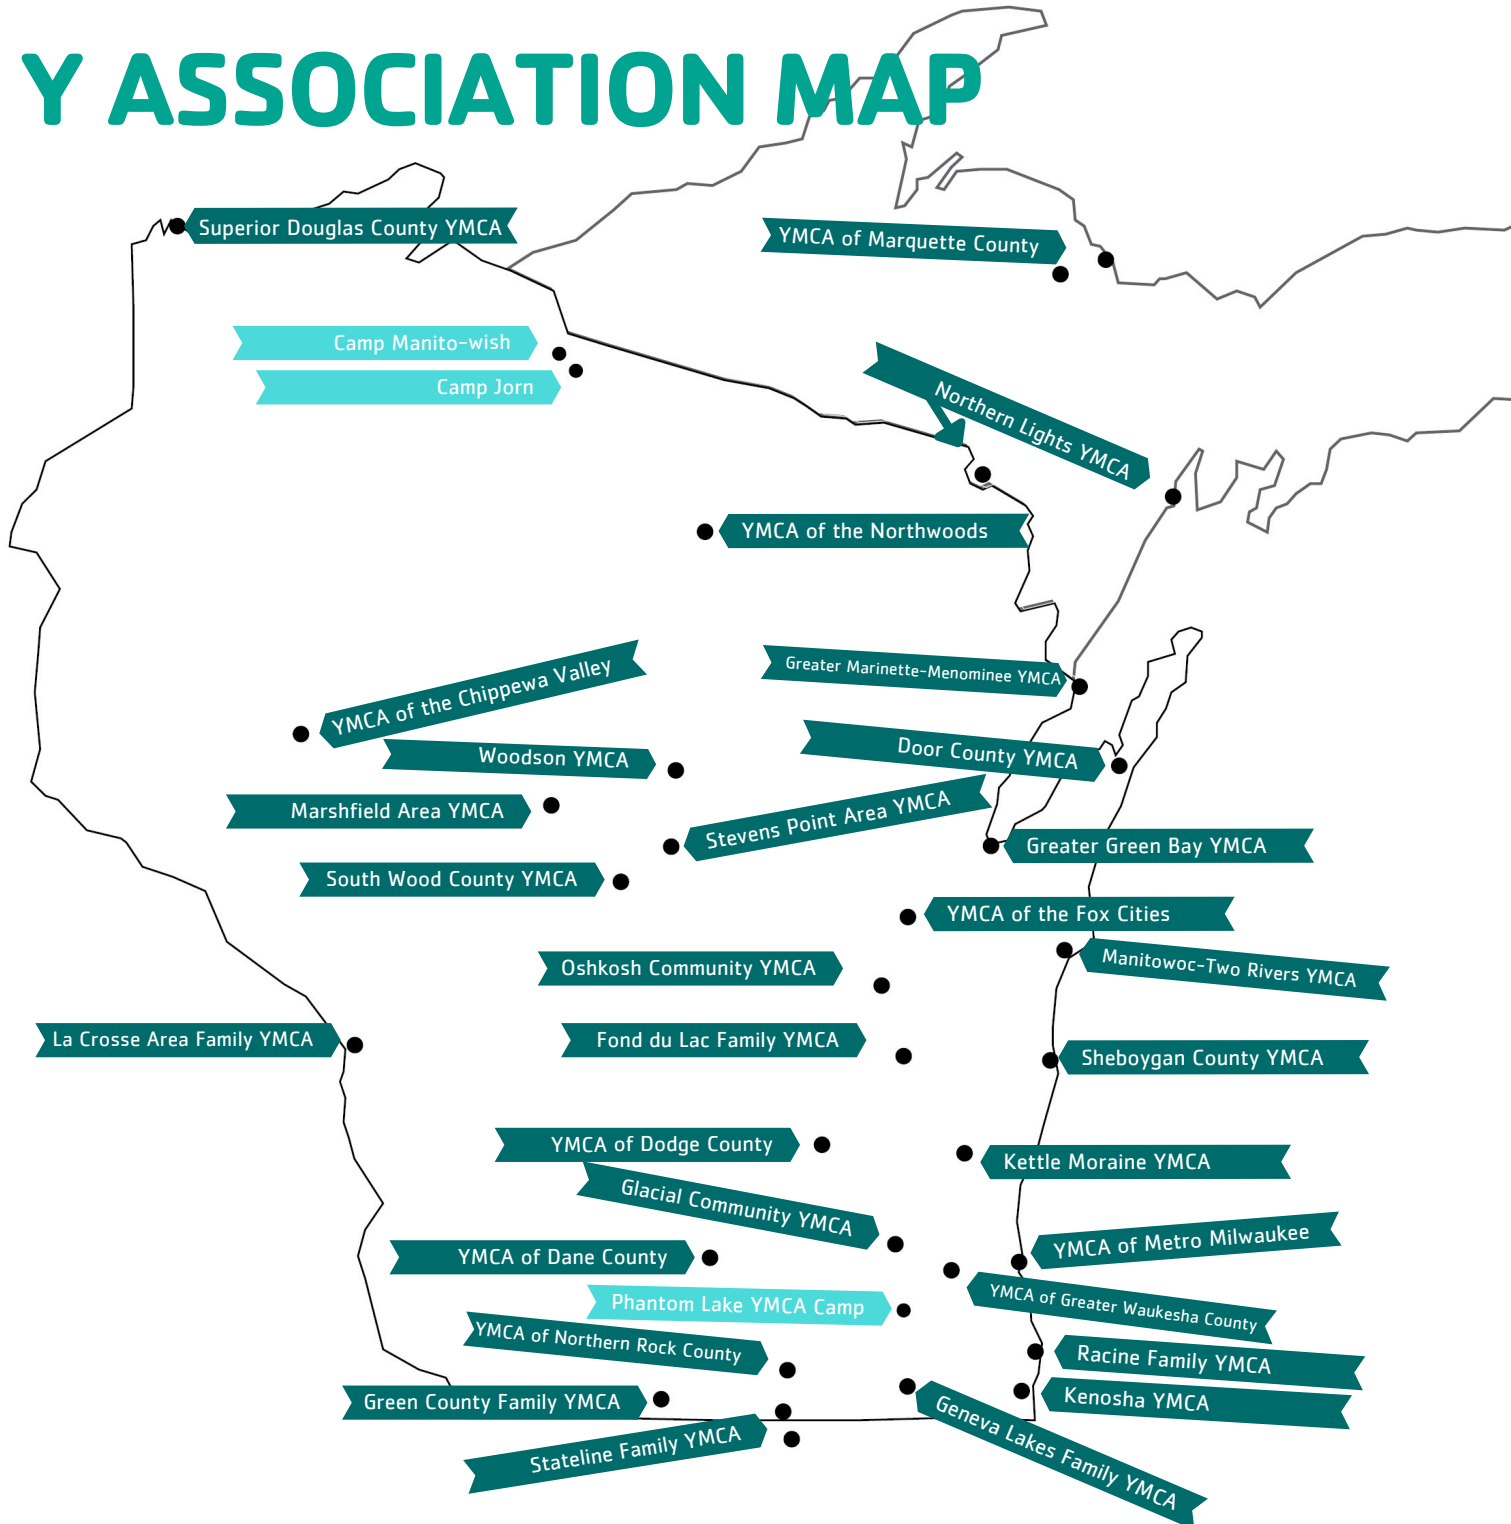 Y ASSOCIATION MAP
Superior Douglas County YMCA
YMCA of Marquette County
Camp Manito-wish
Camp Jorn
Northern Lights YMCA
YMCA of the Northwoods
Greater Marinette-Menominee YMCA
YMCA of the Chippewa Valley
Woodson YMCA
Door County YMCA
Marshfield Area YMCA
Stevens Point Area YMCA
Greater Green Bay YMCA
South Wood County YMCA
YMCA of the Fox Cities
Oshkosh Community YMCA
Manitowoc-Two Rivers YMCA
La Crosse Area Family YMCA
Fond du Lac Family YMCA
Sheboygan County YMCA
YMCA of Dodge County
Kettle Moraine YMCA
Glacial Community YMCA
YMCA of Metro Milwaukee
YMCA of Dane County
Phantom Lake YMCA Camp
YMCA of Greater Waukesha County
YMCA of Northern Rock County
Racine Family YMCA
Green County Family YMCA
Kenosha YMCA
Stateline Family YMCA
Geneva Lakes Family YMCA